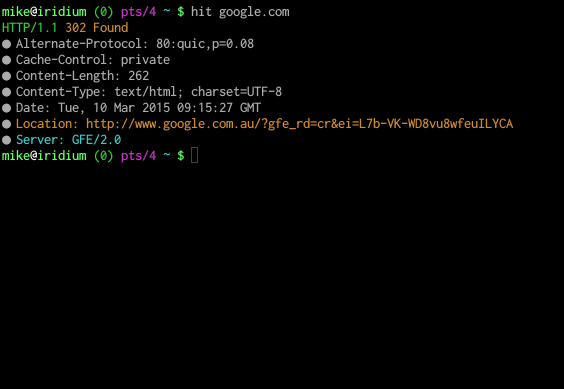 mike@iridium (0) pts/4 ~ $ hit google.com
HTTP/1.1 302 Found
● Alternate-Protocol: 80:quic,p=0.08
● Cache-Control: private
● Content-Length: 262
● Content-Type: text/html; charset=UTF-8
● Date: Tue, 10 Mar 2015 09:15:27 GMT
● Location: http://www.google.com.au/?gfe_rd=cr&ei=L7b-VK-WD8vu8wfeuILYCA
● Server: GFE/2.0
mike@iridium (0) pts/4 ~ $